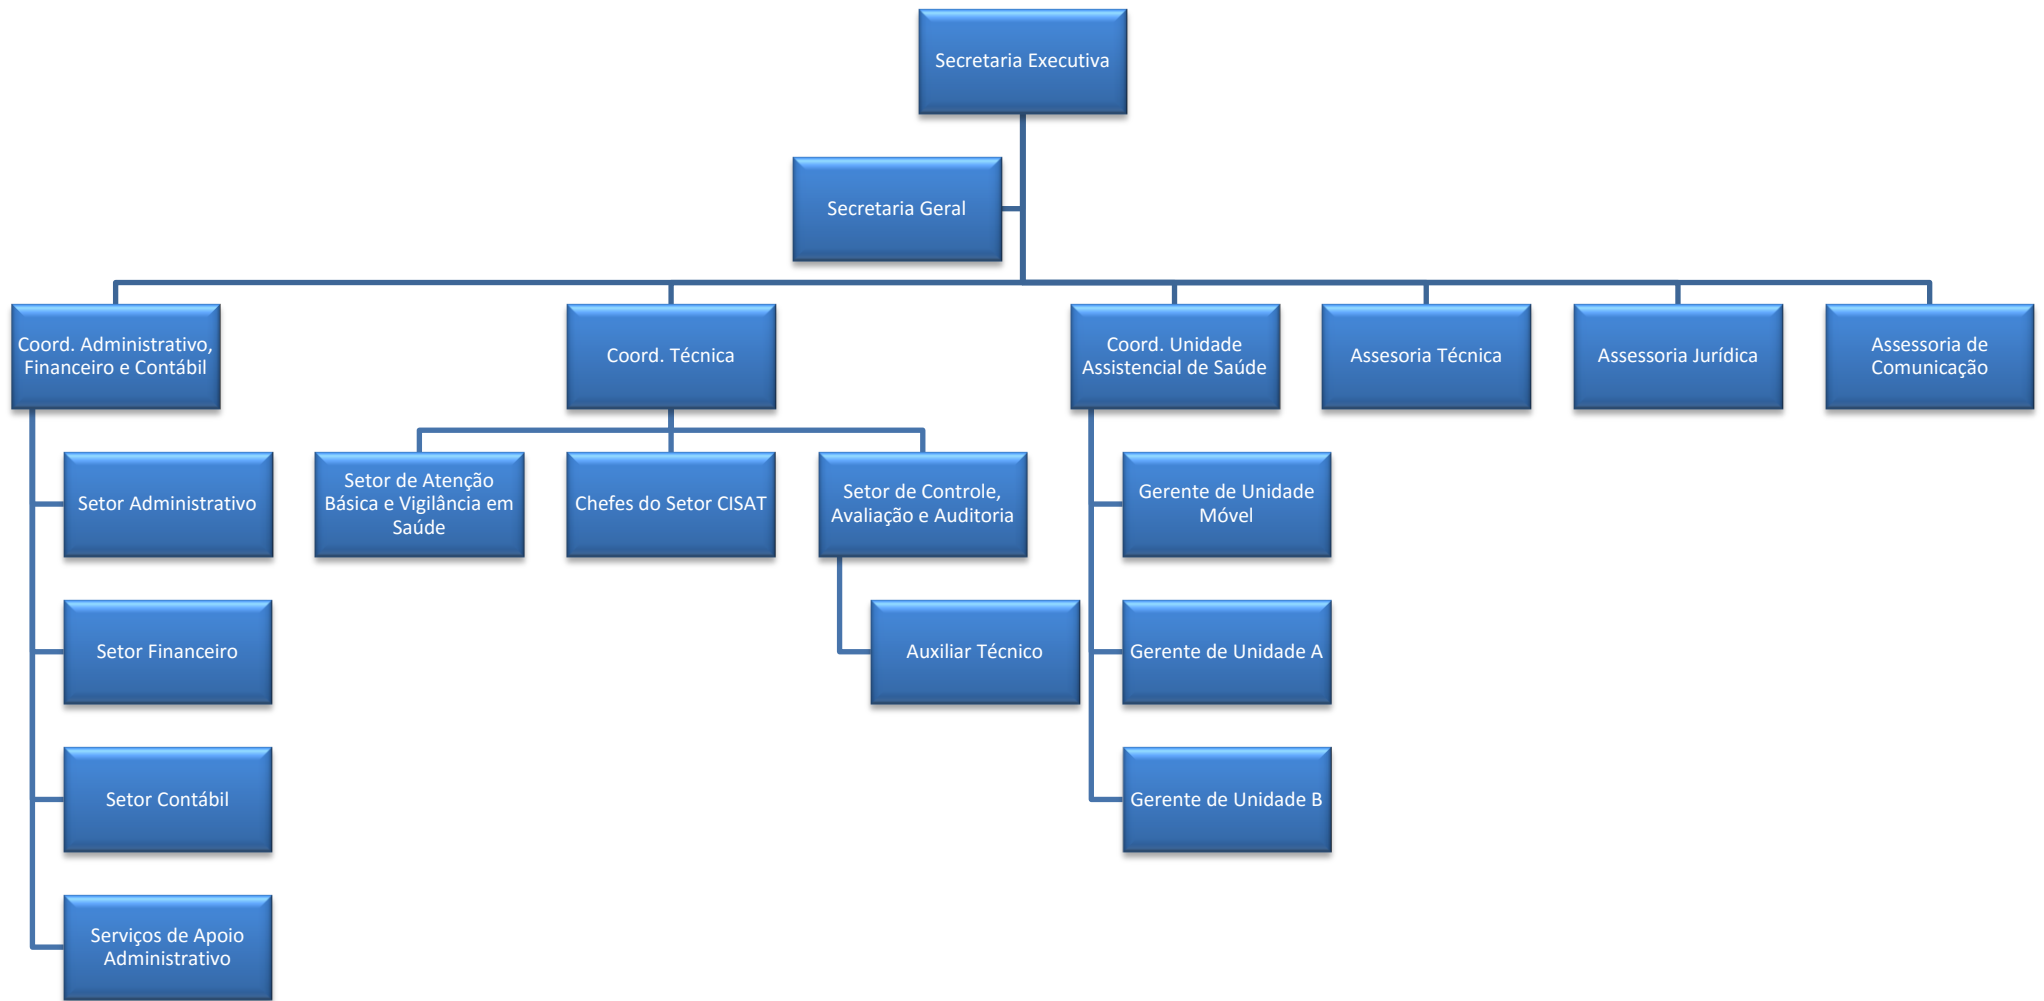 Secretaria Executiva
Secretaria Geral
Coord. Administrativo,
Financeiro e Contábil
Coord. Técnica
Coord. Unidade
Assistencial de Saúde
Assesoria Técnica
Assessoria Jurídica
Assessoria de
Comunicação
Setor Administrativo
Setor de Atenção
Básica e Vigilância em
Saúde
Chefes do Setor CISAT
Setor de Controle,
Avaliação e Auditoria
Gerente de Unidade
Móvel
Setor Financeiro
Auxiliar Técnico
Gerente de Unidade A
Setor Contábil
Gerente de Unidade B
Serviços de Apoio
Administrativo